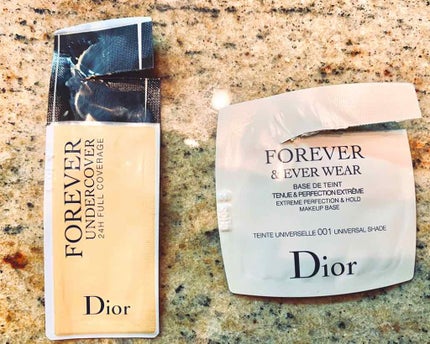 FOREVER
UNDERCOVER
24H FULL COVERAGE
Dior
FOREVER
& EVER WEAR
BASE DE TEINT
TENUE & PERFECTION EXTRÊME
EXTREME PERFECTION & HOLD
MAKEUP BASE
TEINTE UNIVERSELLE 001 UNIVERSAL SHADE
Dior